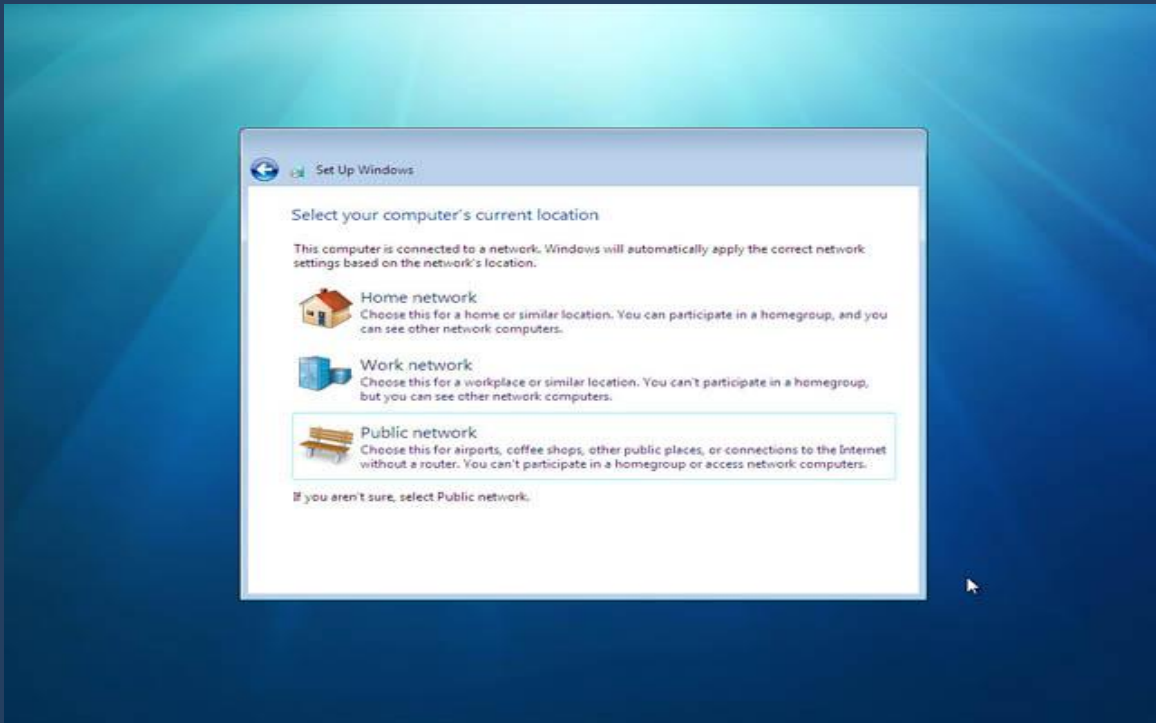 Set Up Windows
Select your computer's current location
This computer is connected to a network. Windows will automatically apply the correct network
settings based on the network's location.
Home network
Choose this for a home or similar location. You can participate in a homegroup, and you
can see other network computers.
Work network
Choose this for a workplace or similar location. You can't participate in a homegroup,
but you can see other network computers.
Public network
Choose this for airports, coffee shops, other public places, or connections to the Internet
without a router. You can't participate in a homegroup or access network computers.
If you aren't sure, select Public network.